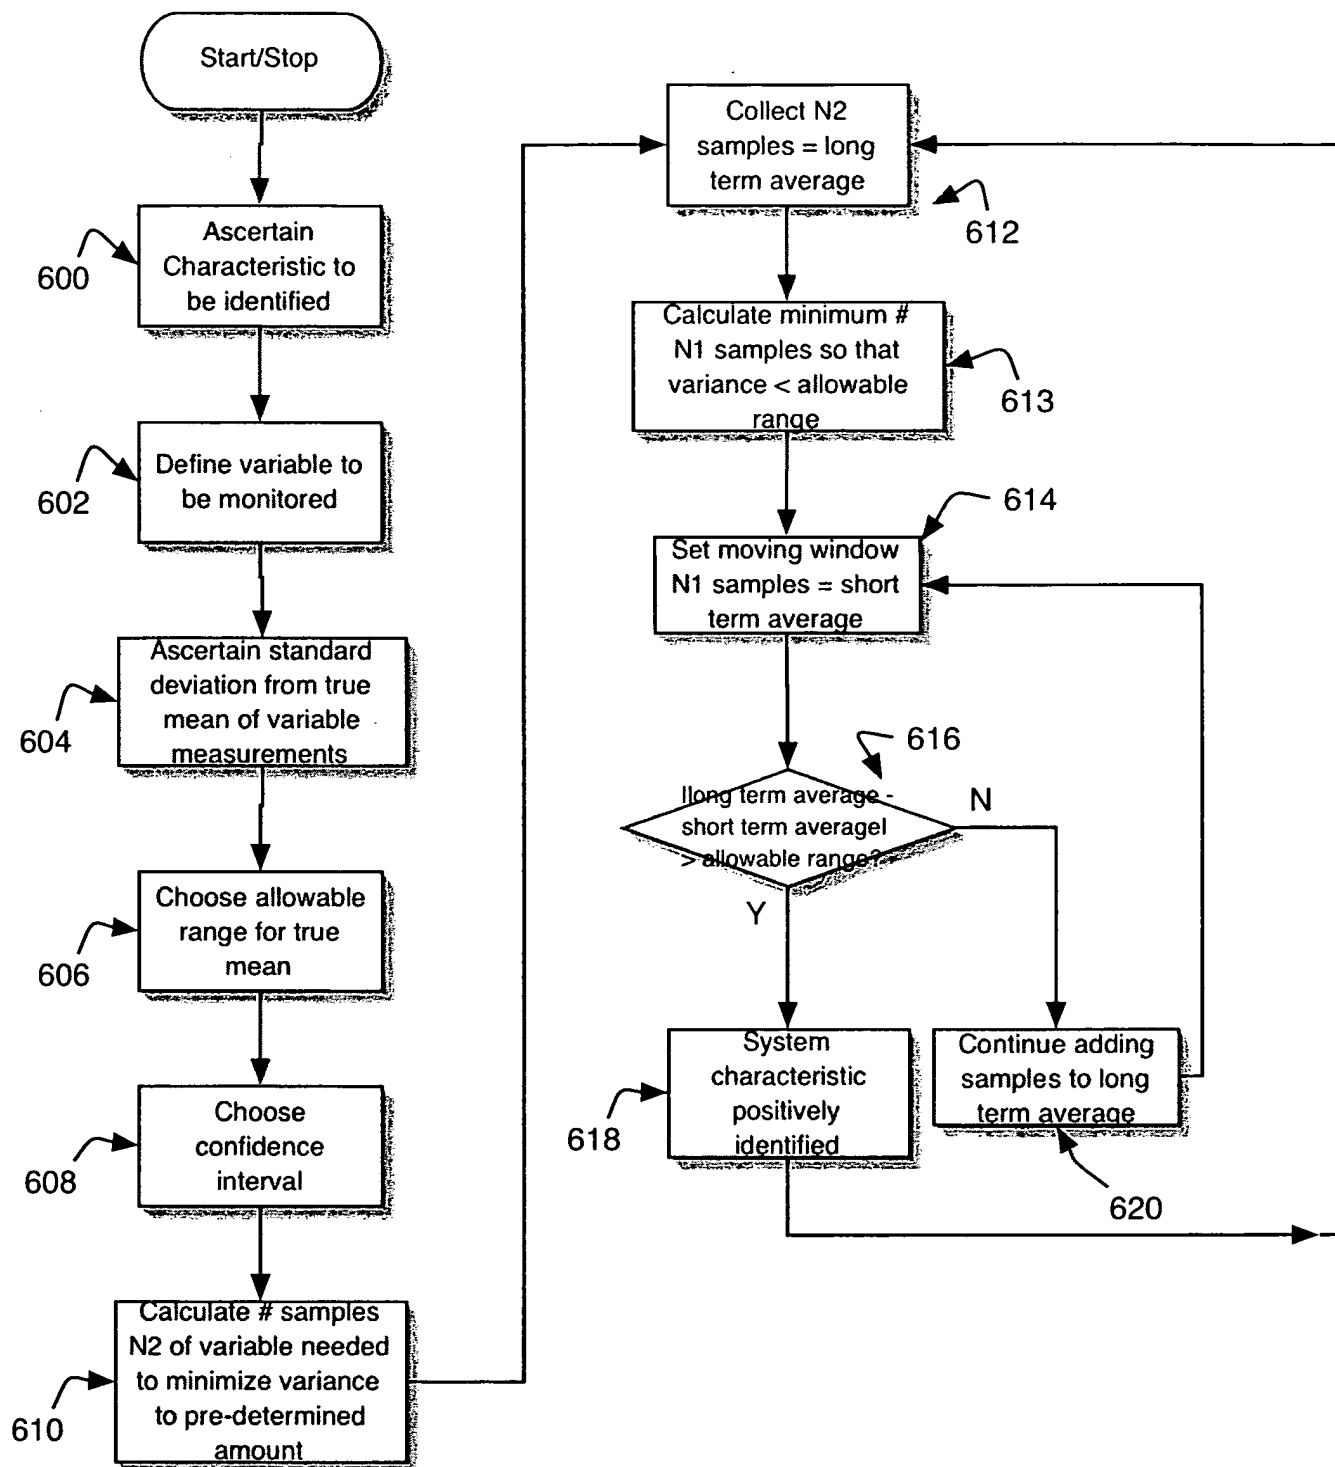 Start/Stop
600
Ascertain
Characteristic to
be identified
602
Define variable to
be monitored
604
Ascertain standard
deviation from true
mean of variable
measurements
606
Choose allowable
range for true
mean
608
Choose
confidence
interval
610
Calculate # samples
N2 of variable needed
to minimize variance
to pre-determined
amount
Collect N2
samples = long
term average
612
Calculate minimum #
N1 samples so that
variance < allowable
range
613
614
Set moving window
N1 samples = short
term average
616
|long term average -
short term average|
> allowable range?
N
Y
618
System
characteristic
positively
identified
Continue adding
samples to long
term average
620